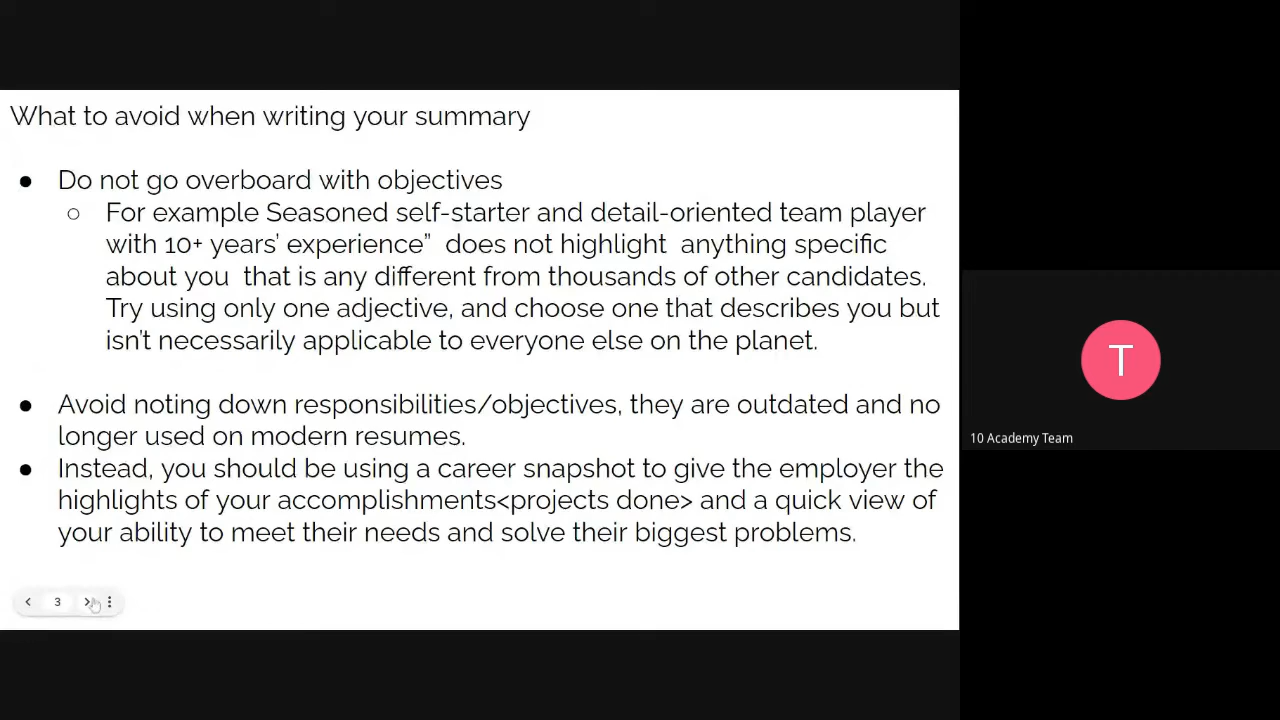 What to avoid when writing your summary
● Do not go overboard with objectives
○ For example Seasoned self-starter and detail-oriented team player
with 10+ years’ experience”  does not highlight  anything specific
about you  that is any different from thousands of other candidates.
Try using only one adjective, and choose one that describes you but
isn’t necessarily applicable to everyone else on the planet.
● Avoid noting down responsibilities/objectives, they are outdated and no
longer used on modern resumes.
● Instead, you should be using a career snapshot to give the employer the
highlights of your accomplishments<projects done> and a quick view of
your ability to meet their needs and solve their biggest problems.
3
T
10 Academy Team